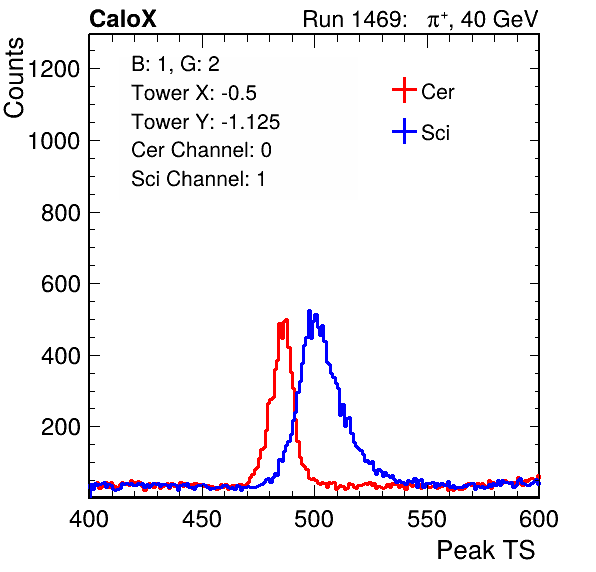 CaloX Run 1469: π+, 40 GeV
Counts
B: 1, G: 2
Tower X: -0.5
Tower Y: -1.125
Cer Channel: 0
Sci Channel: 1
Cer
Sci
1200
1000
800
600
400
200
400 450 500 550 600
Peak TS